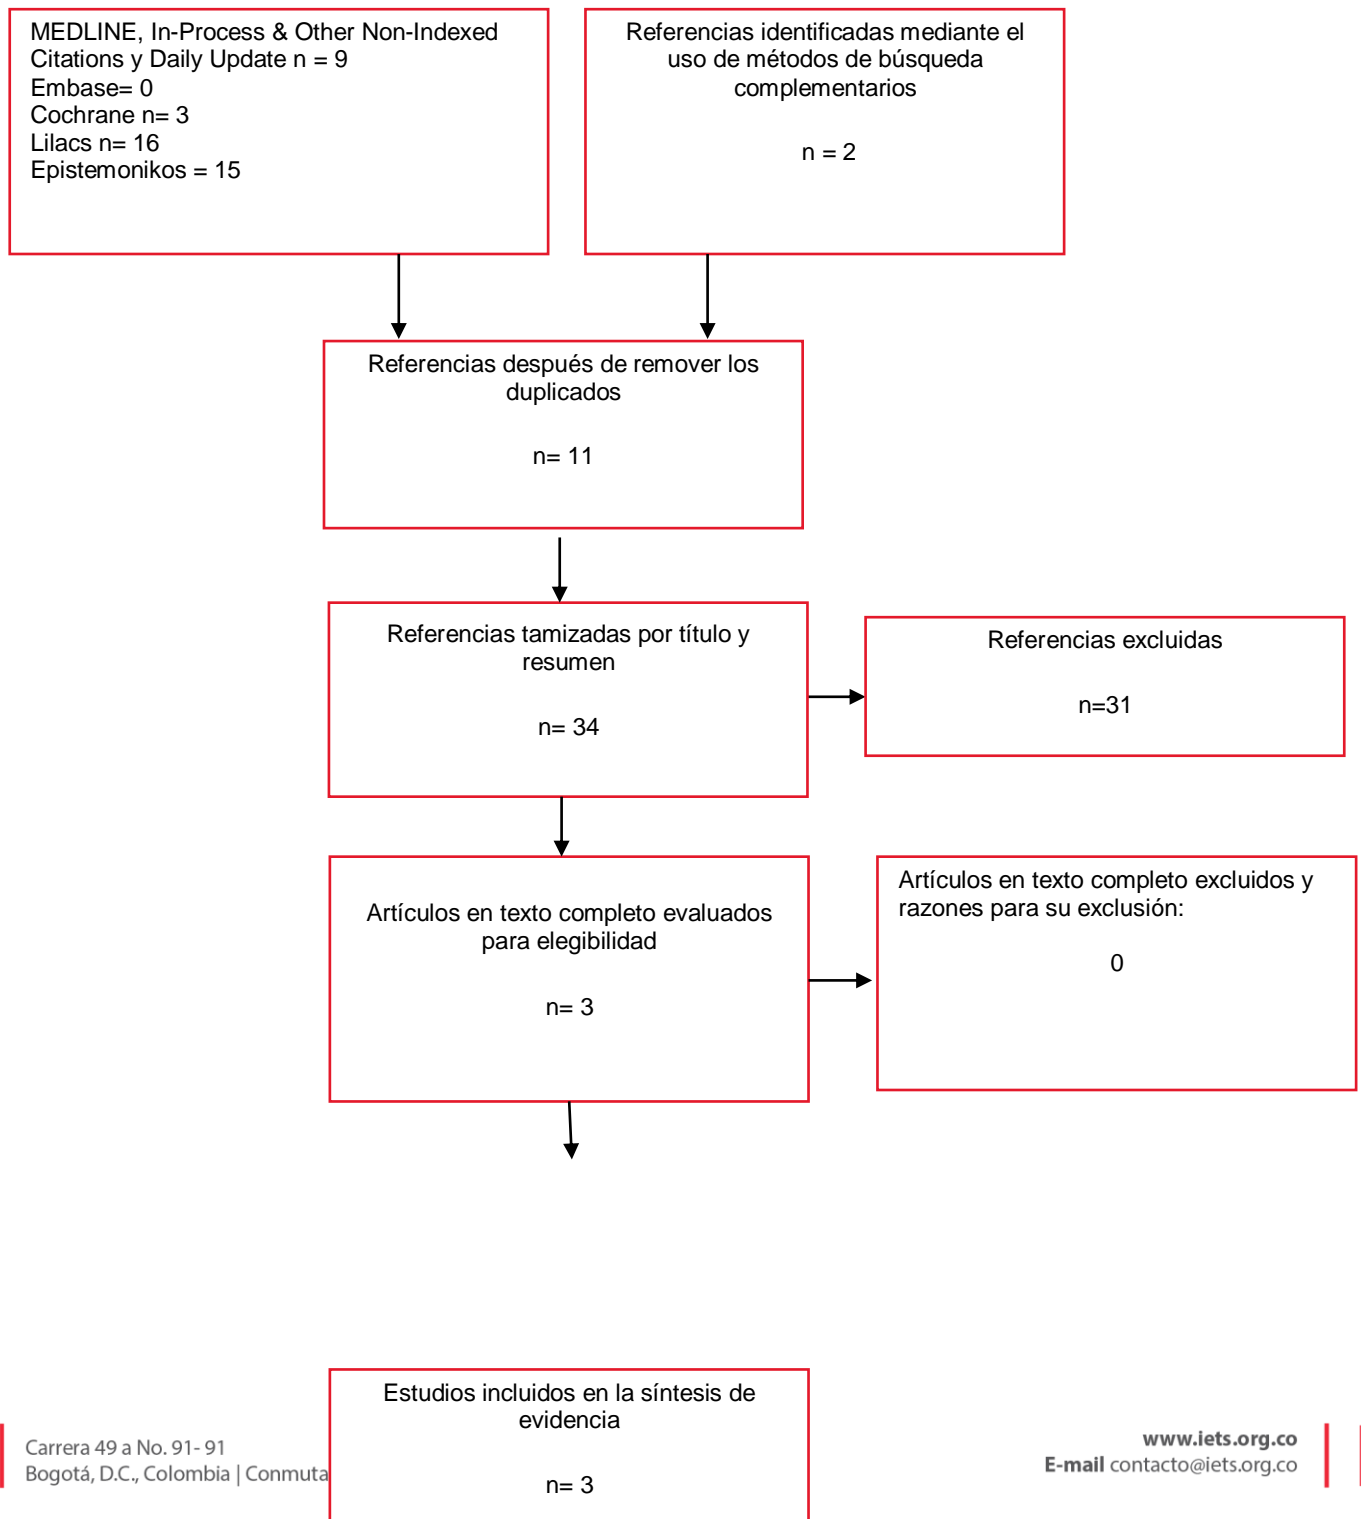 MEDLINE, In-Process & Other Non-Indexed
Citations y Daily Update n = 9
Embase= 0
Cochrane n= 3
Lilacs n= 16
Epistemonikos = 15
Referencias identificadas mediante el
uso de métodos de búsqueda
complementarios
n = 2
Referencias después de remover los
duplicados
n= 11
Referencias tamizadas por título y
resumen
n= 34
Referencias excluidas
n=31
Artículos en texto completo evaluados
para elegibilidad
n= 3
Artículos en texto completo excluidos y
razones para su exclusión:
0
Estudios incluidos en la síntesis de
evidencia
n= 3
Carrera 49 a No. 91- 91
Bogotá, D.C., Colombia | Conmuta
www.iets.org.co
E-mail contacto@iets.org.co